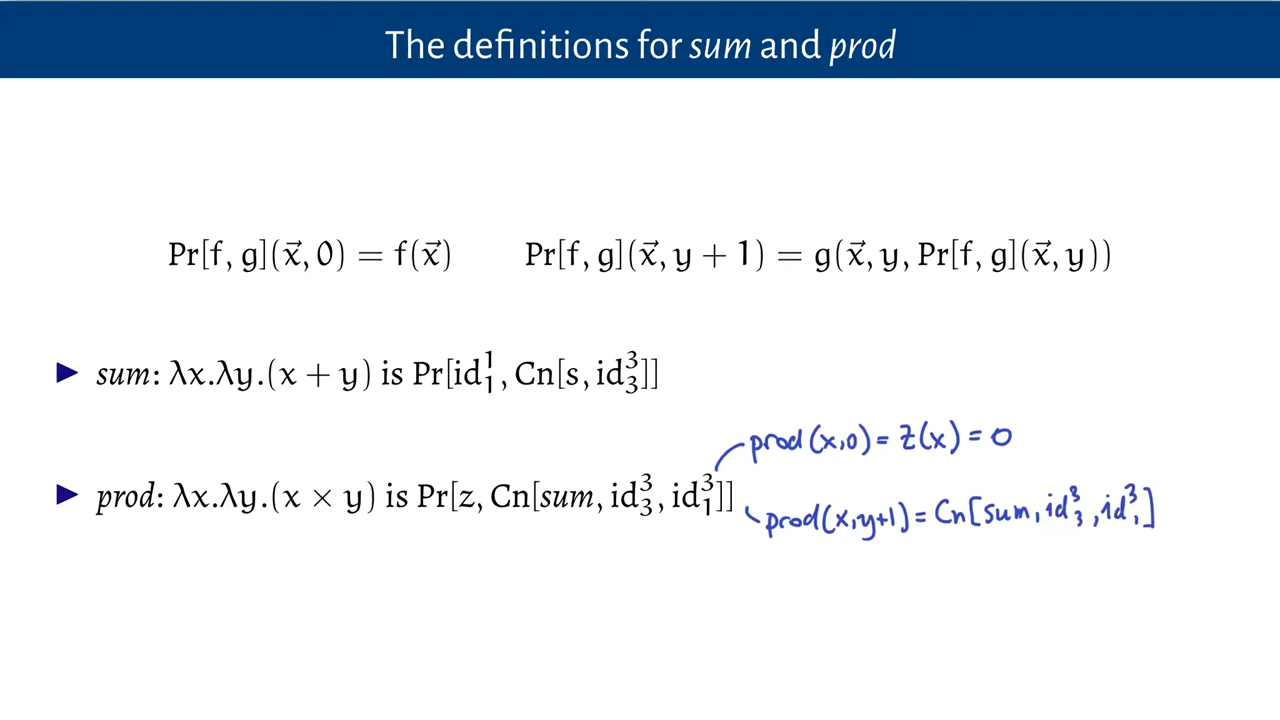 The definitions for sum and prod
Pr[f, g](x⃗, 0) = f(x⃗) Pr[f, g](x⃗, y + 1) = g(x⃗, y, Pr[f, g](x⃗, y))
▶ sum: λx.λy.(x + y) is Pr[id¹₁, Cn[s, id³₃]]
prod(x,0) = z(x) = 0
▶ prod: λx.λy.(x × y) is Pr[z, Cn[sum, id³₃, id³₁]]
prod(x,y+1) = Cn[sum, id³₃, id³₁]